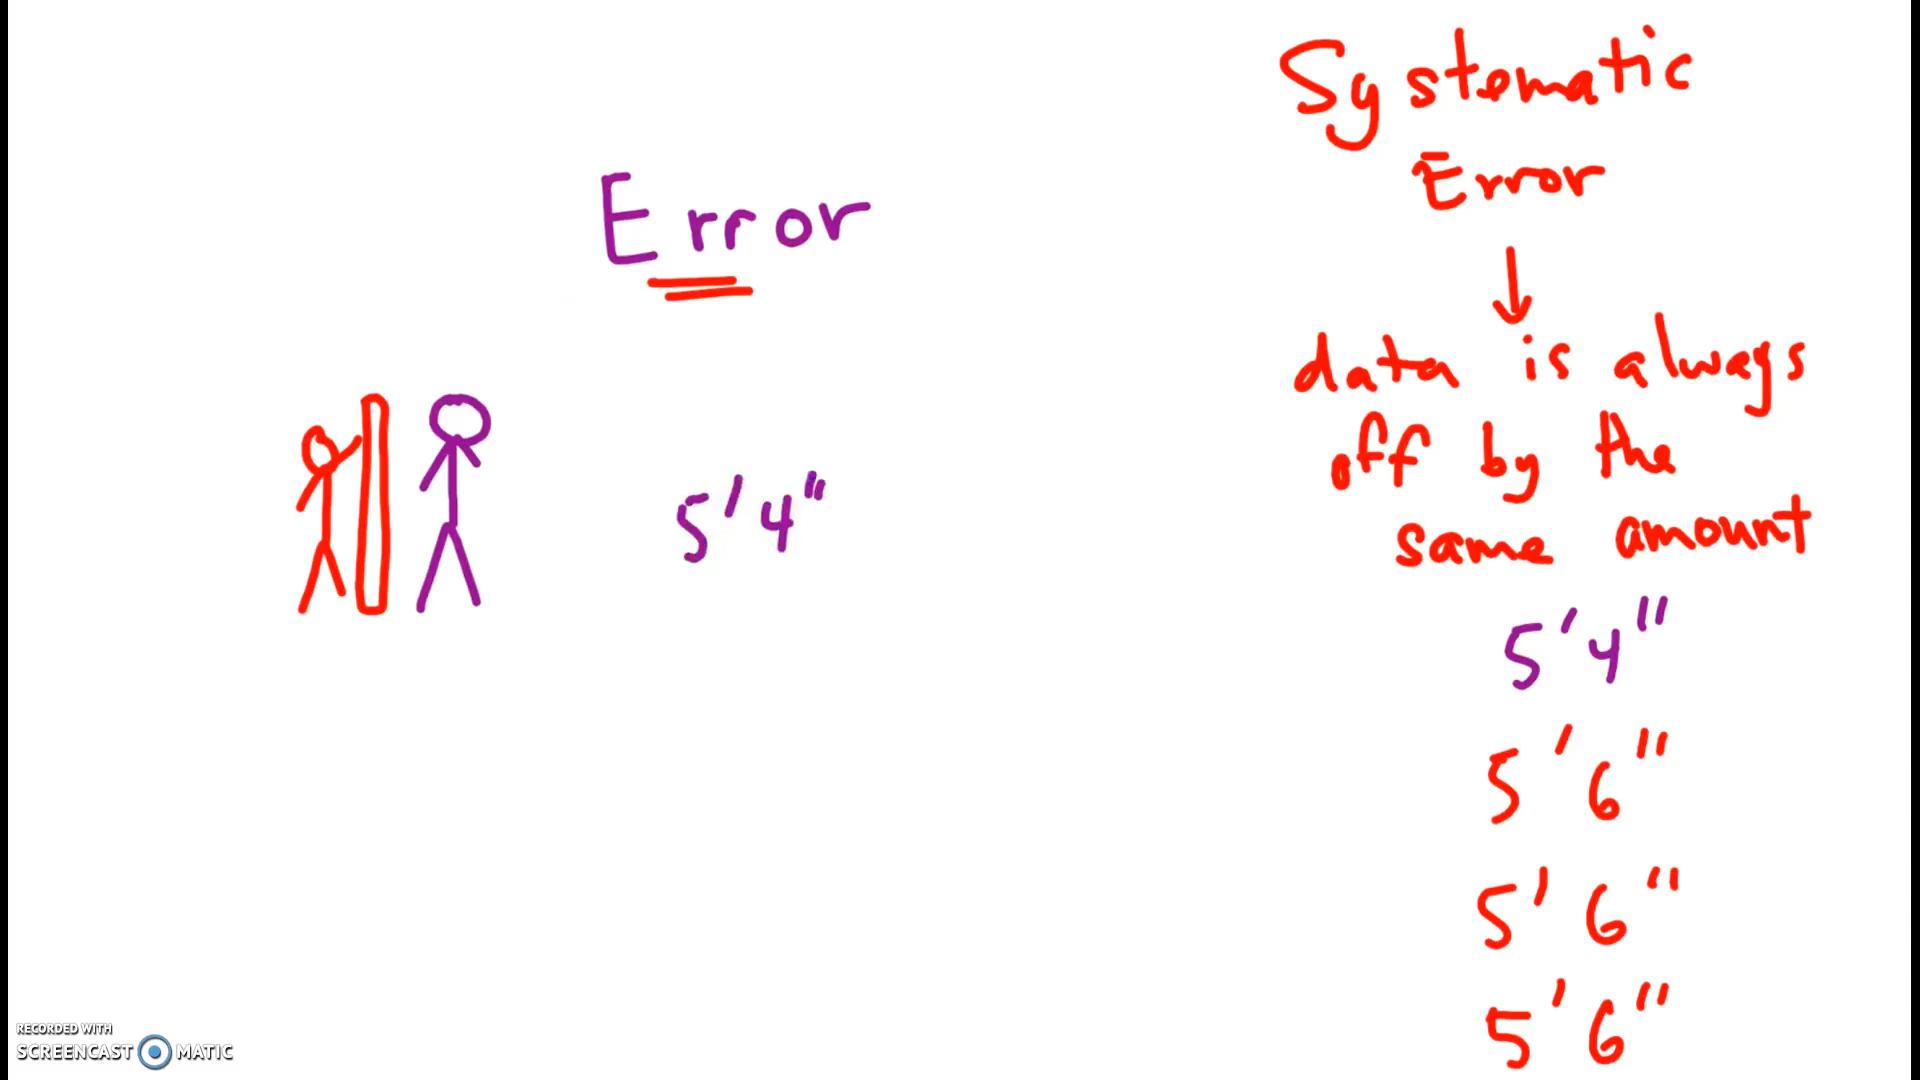 Error
5'4"
Systematic
Error
data is always
off by the
same amount
5'4"
5'6"
5'6"
5'6"
RECORDED WITH
SCREENCAST MATIC